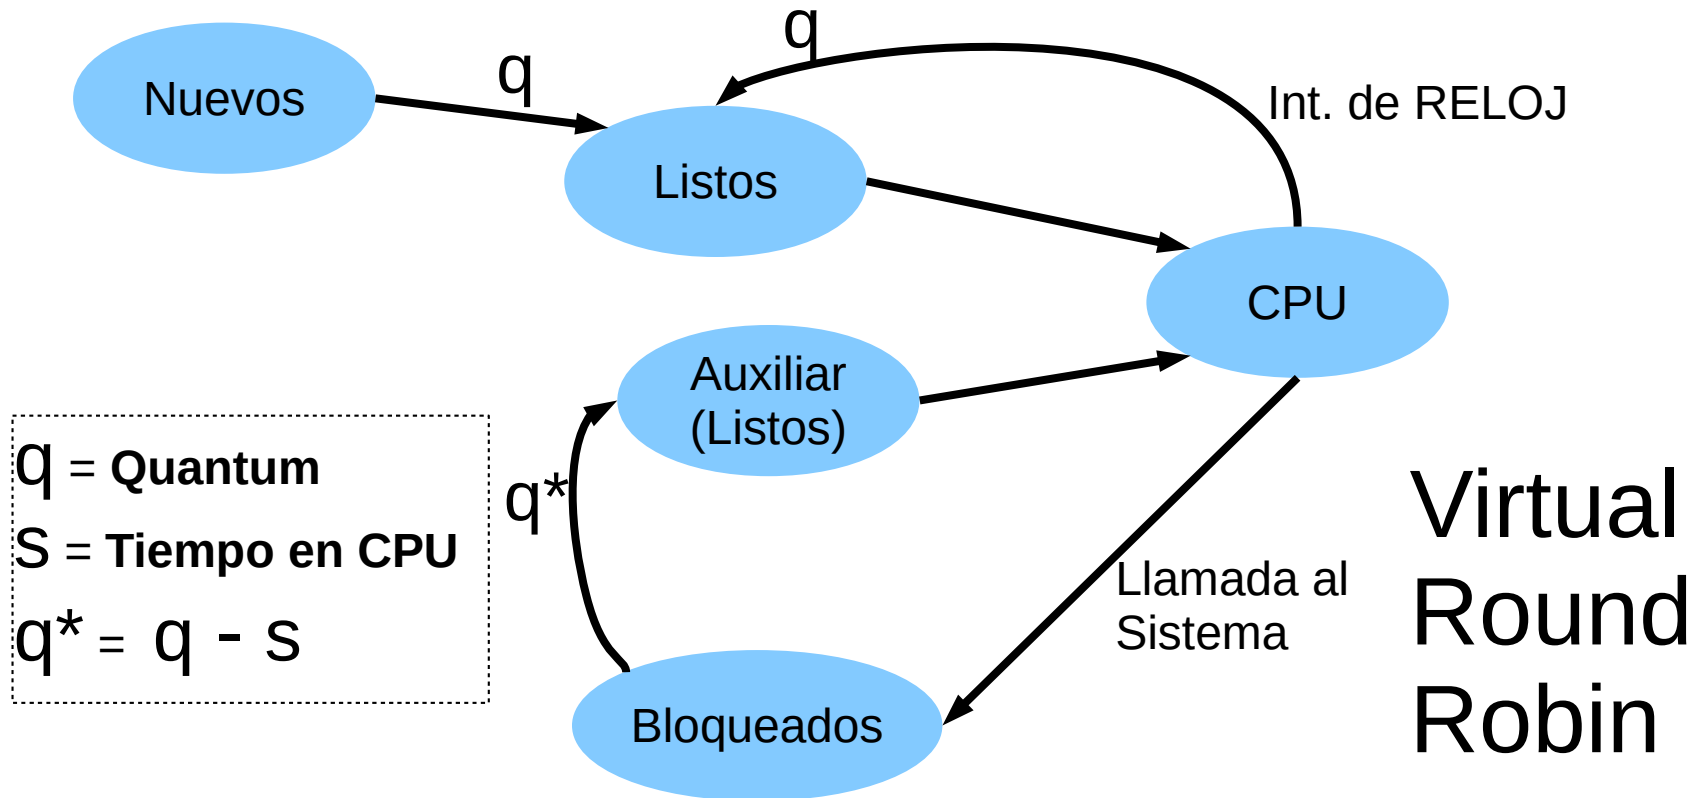 q
Nuevos
q
Int. de RELOJ
Listos
CPU
Auxiliar
(Listos)
q = Quantum
s = Tiempo en CPU
q* = q - s
q*
Llamada al
Sistema
Bloqueados
Virtual
Round
Robin